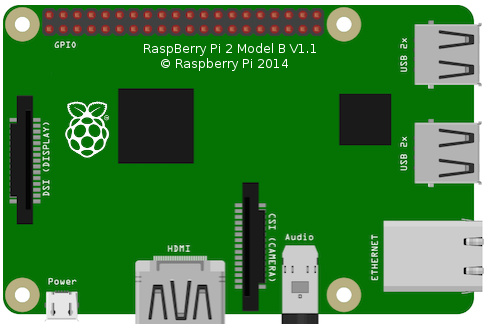 GPIO
RaspBerry Pi 2 Model B V1.1
© Raspberry Pi 2014
USB 2x
DSI (DISPLAY)
®
USB 2x
CSI (CAMERA)
Audio
ETHERNET
HDMI
Power